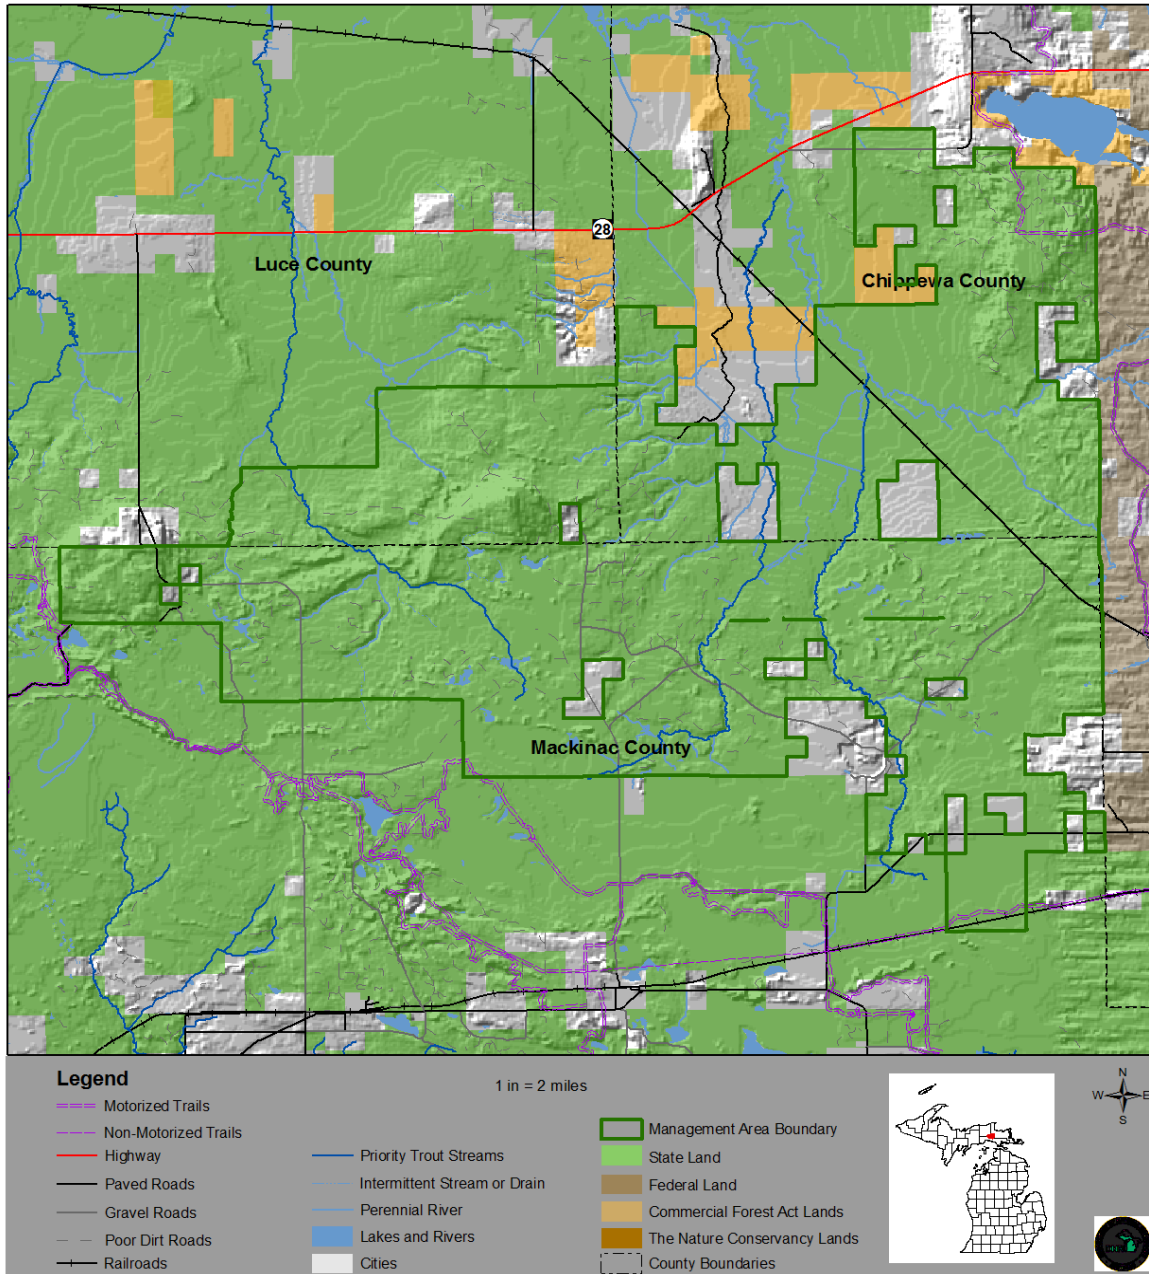 28
Luce County
Chippewa County
Mackinac County
Legend
1 in = 2 miles
N
W
E
S
Motorized Trails
Non-Motorized Trails
Highway
Paved Roads
Gravel Roads
Poor Dirt Roads
Railroads
Priority Trout Streams
Intermittent Stream or Drain
Perennial River
Lakes and Rivers
Cities
Management Area Boundary
State Land
Federal Land
Commercial Forest Act Lands
The Nature Conservancy Lands
County Boundaries